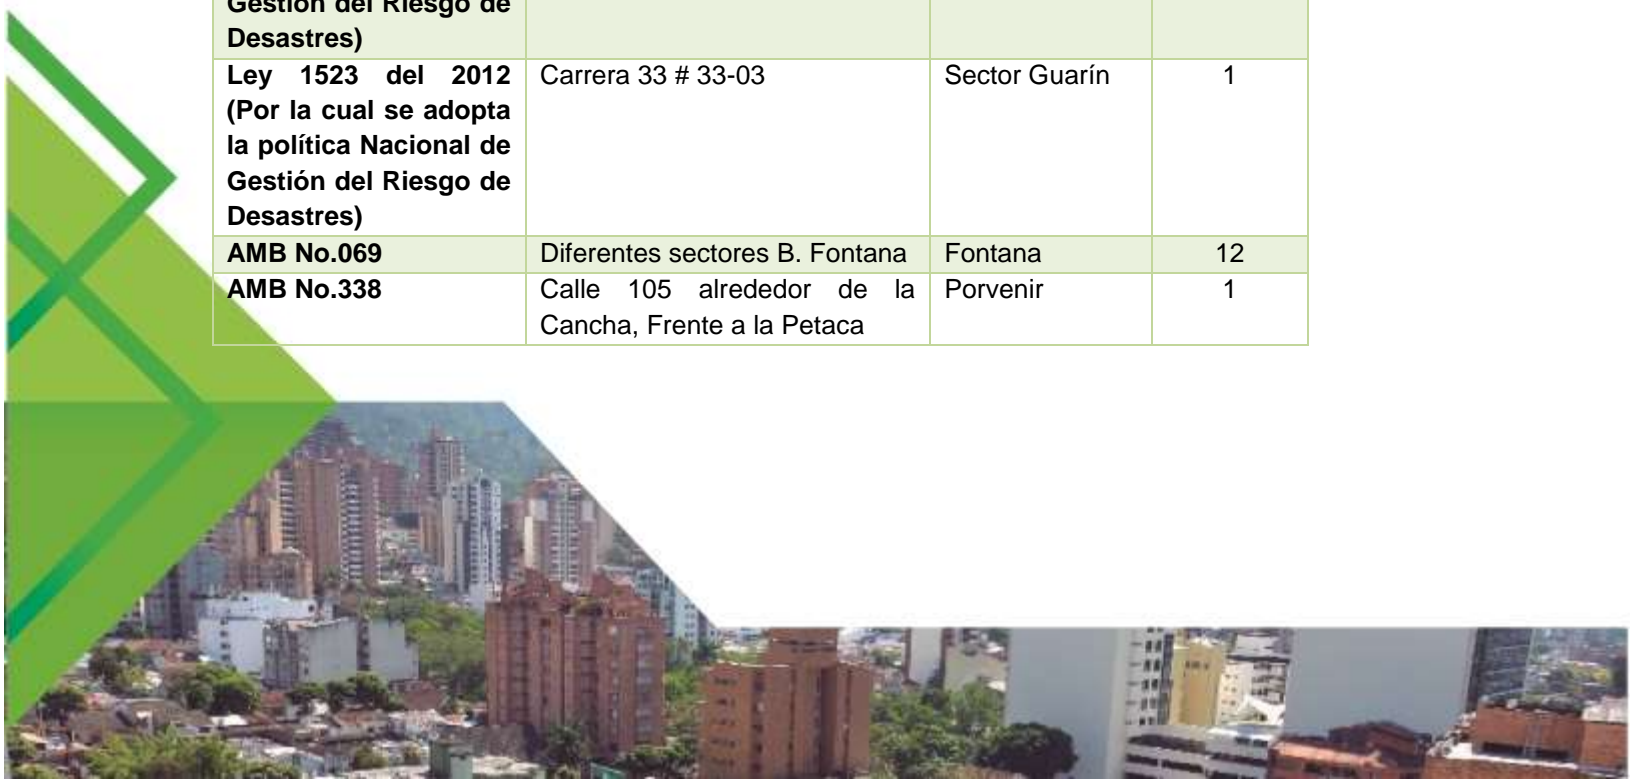 Gestión del Riesgo de
Desastres)
Ley 1523 del 2012 Carrera 33 # 33-03 Sector Guarín 1
(Por la cual se adopta
la política Nacional de
Gestión del Riesgo de
Desastres)
AMB No.069 Diferentes sectores B. Fontana Fontana 12
AMB No.338 Calle 105 alrededor de la Porvenir 1
Cancha, Frente a la Petaca